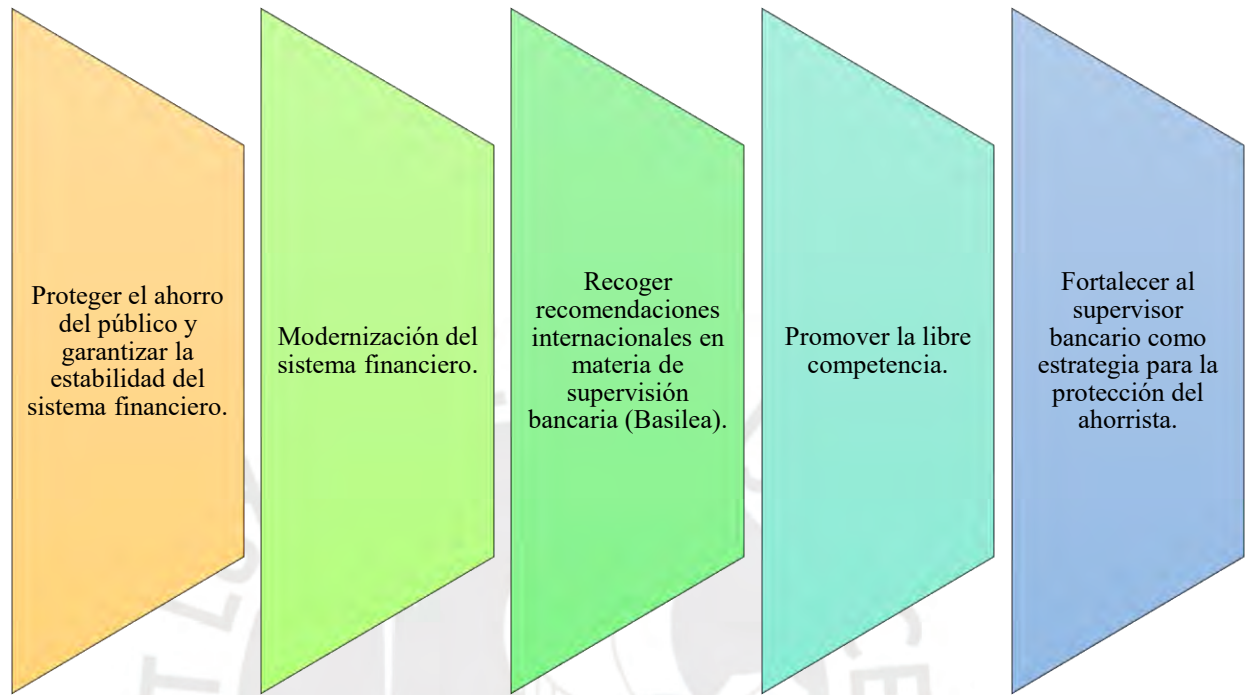 Proteger el ahorro
del público y
garantizar la
estabilidad del
sistema financiero.
Modernización del
sistema financiero.
Recoger
recomendaciones
internacionales en
materia de
supervisión
bancaria (Basilea).
Promover la libre
competencia.
Fortalecer al
supervisor
bancario como
estrategia para la
protección del
ahorrista.